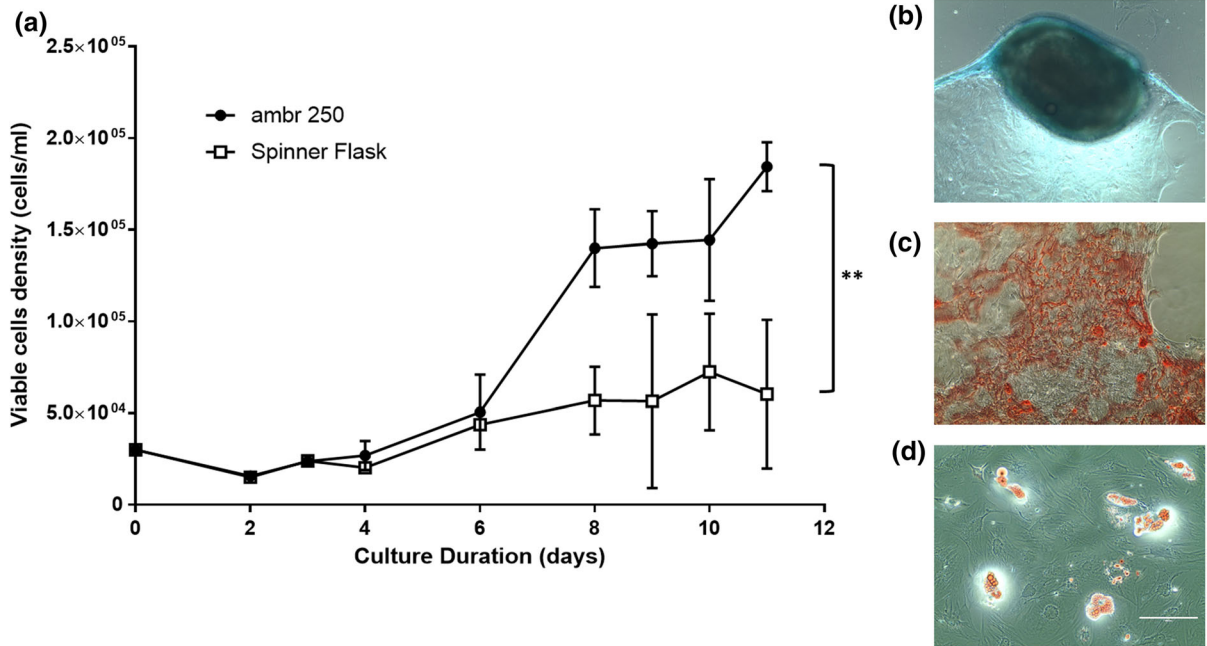 (a)
2.5×10⁰⁵
2.0×10⁰⁵
1.5×10⁰⁵
1.0×10⁰⁵
5.0×10⁰⁴
0
Viable cells density (cells/ml)
ambr 250
Spinner Flask
**
0 2 4 6 8 10 12
Culture Duration (days)
(b)
(c)
(d)